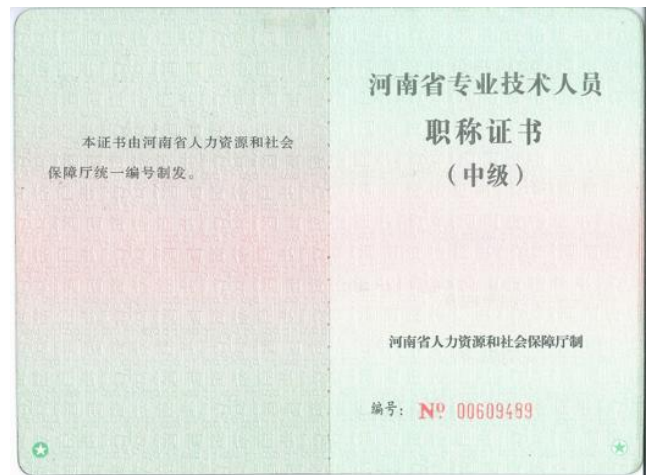 本证书由河南省人力资源和社会
保障厅统一编号制发。
河南省专业技术人员
职称证书
（中级）
河南省人力资源和社会保障厅制
编号： Nº 00609489